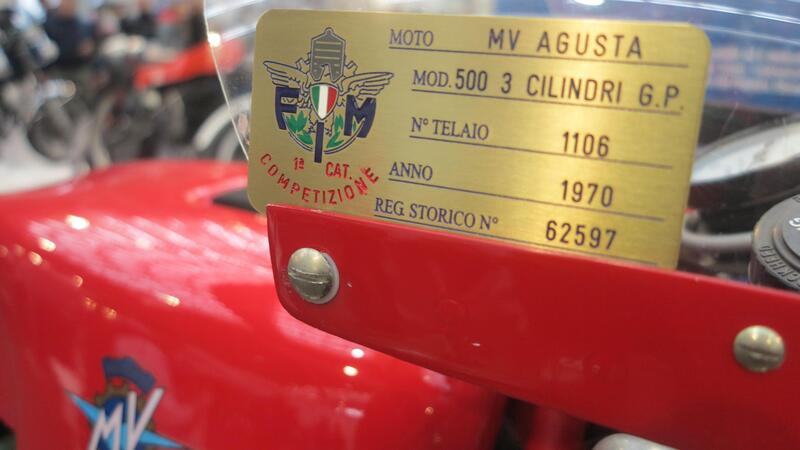 MOTO MV AGUSTA
MOD. 500 3 CILINDRI G.P.
N° TELAIO 1106
ANNO 1970
REG. STORICO N° 62597
FIM
1ª CAT.
COMPETIZIONE
MV